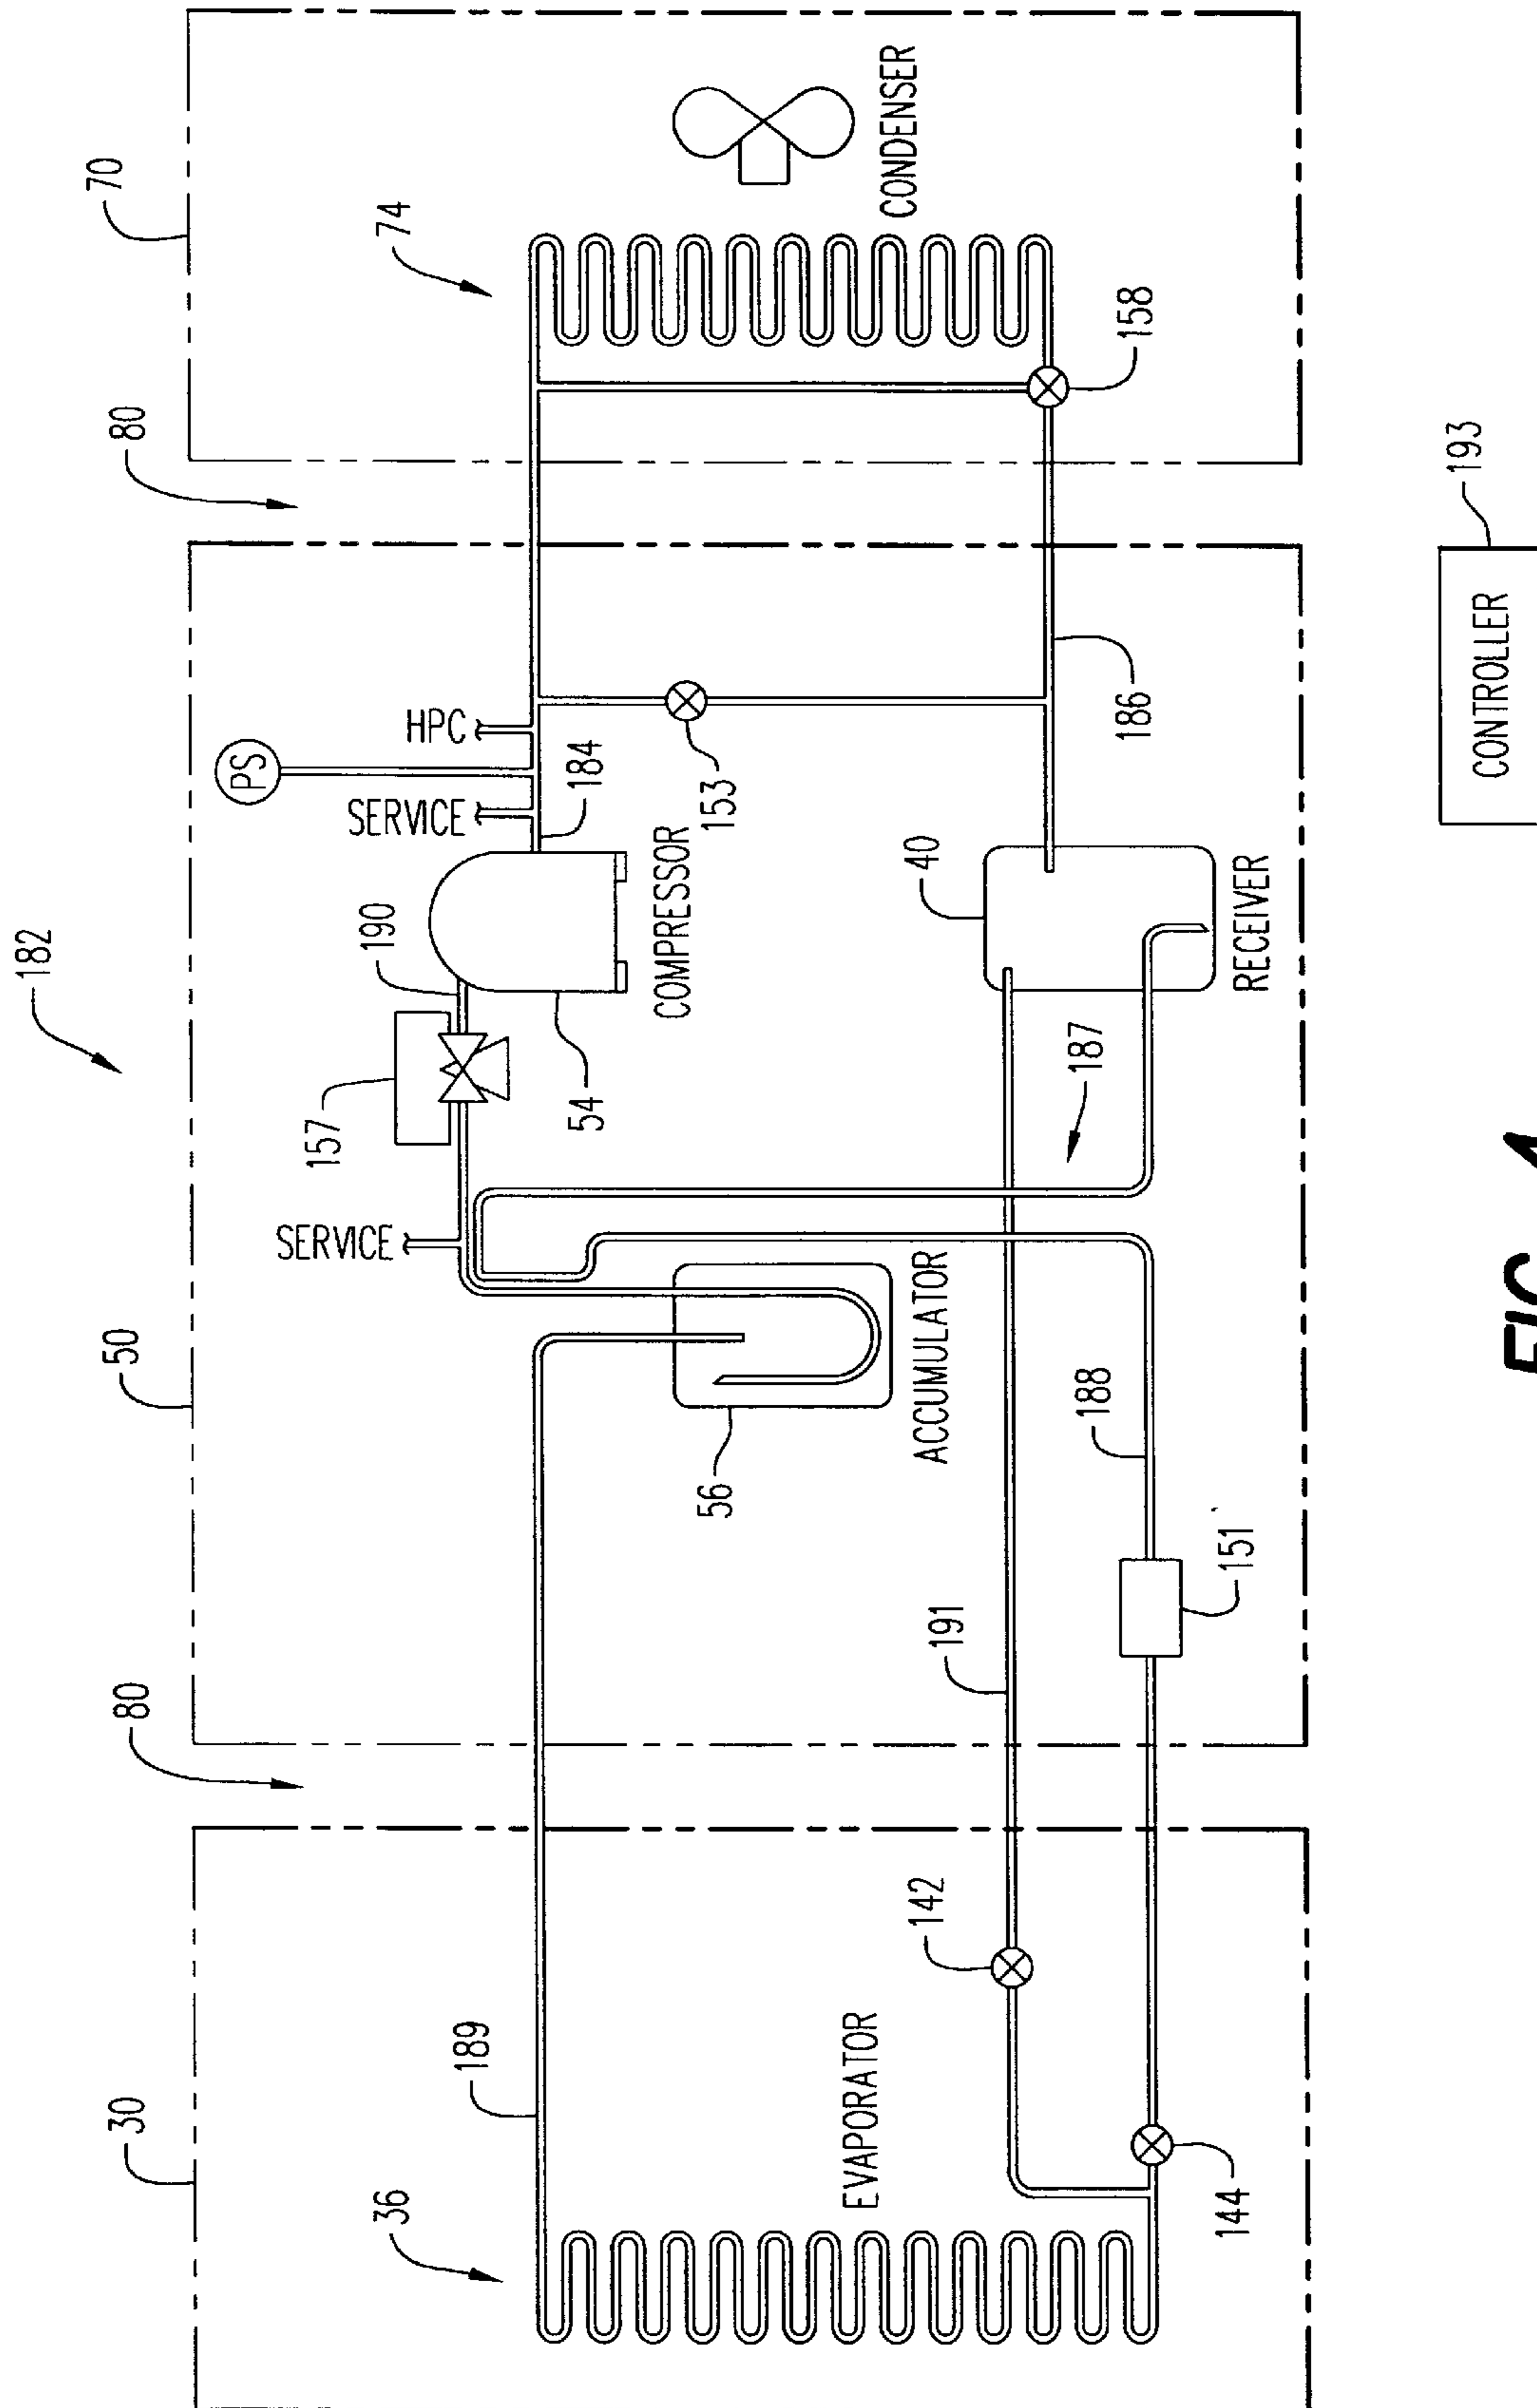 182
30
80
50
80
70
36
189
SERVICE
157
190
SERVICE
PS
HPC
184
74
EVAPORATOR
56
ACCUMULATOR
54
COMPRESSOR
153
CONDENSER
142
191
187
40
144
151
188
RECEIVER
186
158
CONTROLLER
193